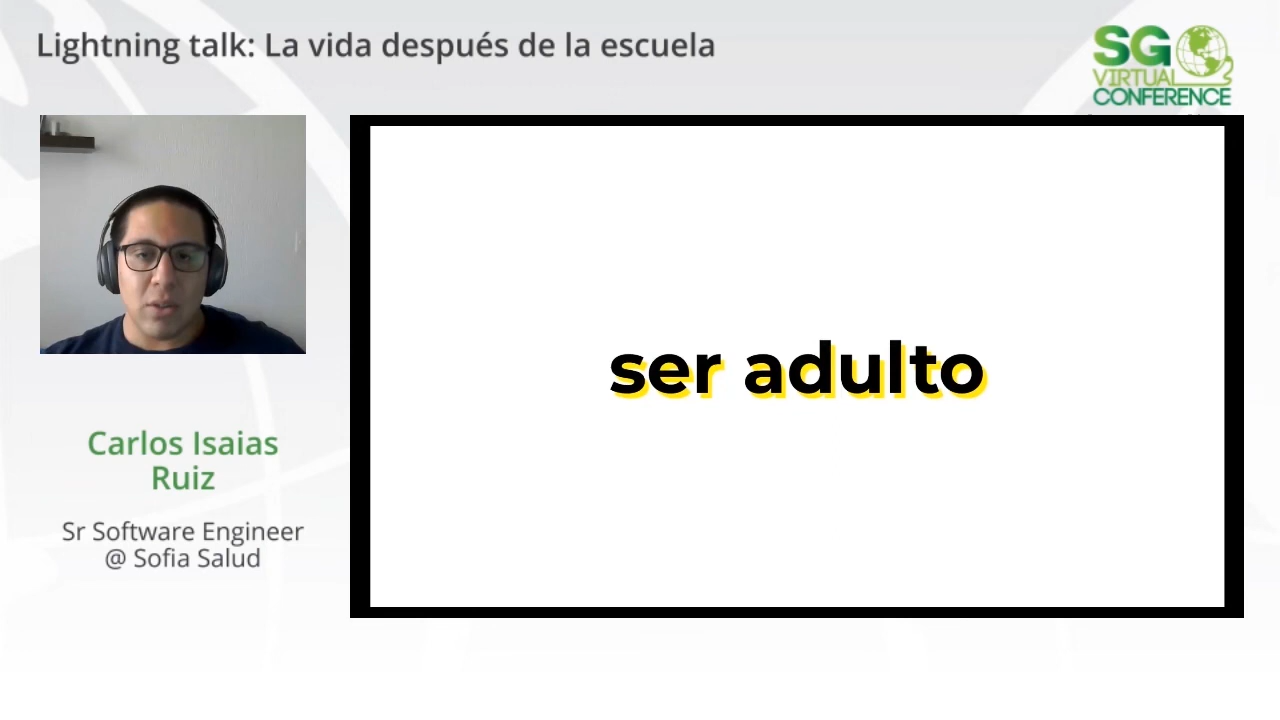 Lightning talk: La vida después de la escuela
SG
VIRTUAL
CONFERENCE
ser adulto
Carlos Isaias
Ruiz
Sr Software Engineer
@ Sofia Salud